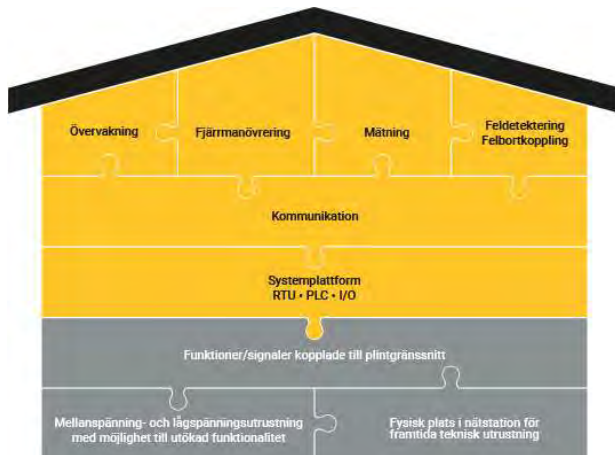 Övervakning
Fjärrmanövrering
Mätning
Feldetektering
Felbortkoppling
Kommunikation
Systemplattform
RTU • PLC • I/O
Funktioner/signaler kopplade till plintgränssnitt
Mellanspänning- och lågspänningsutrustning
med möjlighet till utökad funktionalitet
Fysisk plats i nätstation för
framtida teknisk utrustning